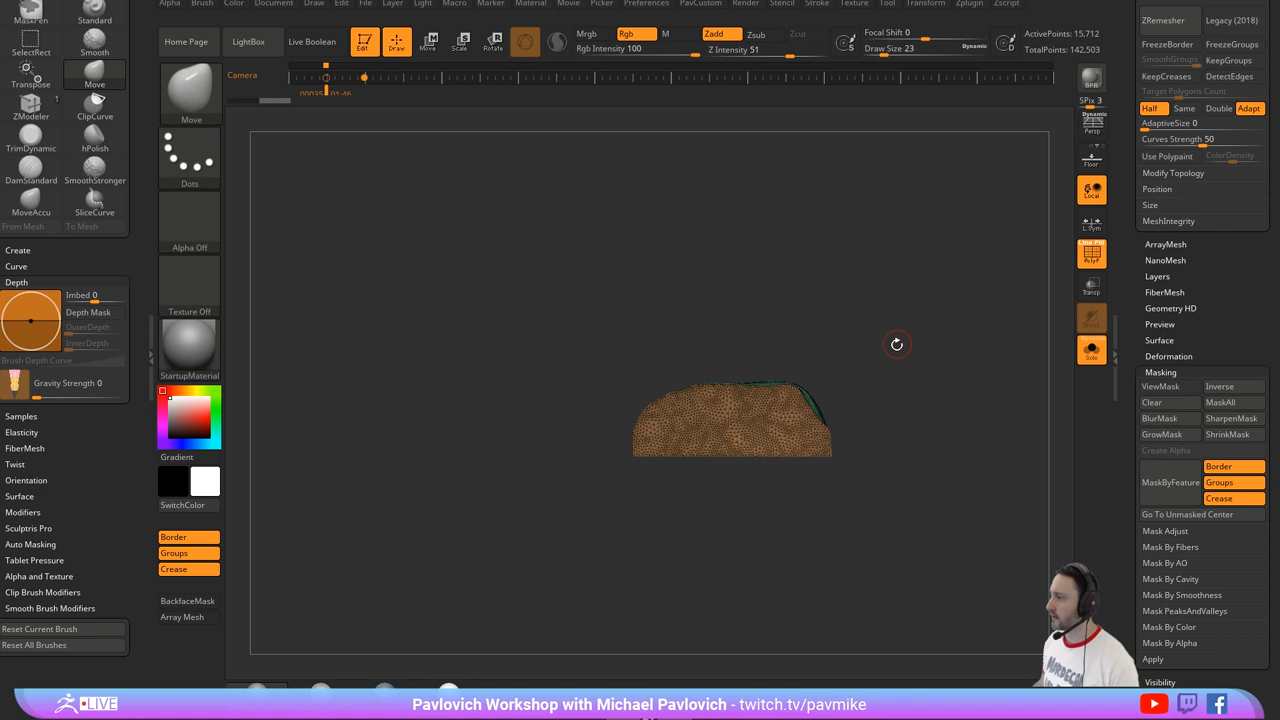 Alpha Brush Color Document Draw Edit File Layer Light Macro Marker Material Movie Picker Preferences PavCustom Render Stencil Stroke Texture Tool Transform Zplugin Zscript
MaskRen Standard
SelectRect Smooth
Transpose Move
ZModeler 1 ClipCurve
TrimDynamic hPolish
DamStandard SmoothStronger
MoveAccu SliceCurve
From Mesh To Mesh
Create
Curve
Depth
Imbed 0
Depth Mask
OuterDepth
InnerDepth
Brush Depth Curve
Gravity Strength 0
Samples
Elasticity
FiberMesh
Twist
Orientation
Surface
Modifiers
Sculptris Pro
Auto Masking
Tablet Pressure
Alpha and Texture
Clip Brush Modifiers
Smooth Brush Modifiers
Reset Current Brush
Reset All Brushes
Home Page LightBox Live Boolean Edit Draw Move Scale Rotate
Mrgb Rgb M Zadd Zsub Zcut
Rgb Intensity 100 Z Intensity 51
Focal Shift 0
Draw Size 23 Dynamic
S D
ActivePoints: 15,712
TotalPoints: 142,503
Camera
Move
Dots
Alpha Off
Texture Off
StartupMaterial
Gradient
SwitchColor
Border
Groups
Crease
BackfaceMask
Array Mesh
BPR
SPix 3
Dynamic
Persp
Floor
Local
L.Sym
Line Fill
PolyF
Transp
Solo
ZRemesher Legacy (2018)
FreezeBorder FreezeGroups
SmoothGroups KeepGroups
KeepCreases DetectEdges
Target Polygons Count
Half Same Double Adapt
AdaptiveSize 0
Curves Strength 50
Use Polypaint ColorDensity
Modify Topology
Position
Size
MeshIntegrity
ArrayMesh
NanoMesh
Layers
FiberMesh
Geometry HD
Preview
Surface
Deformation
Masking
ViewMask Inverse
Clear MaskAll
BlurMask SharpenMask
GrowMask ShrinkMask
Create Alpha
MaskByFeature Border
Groups
Crease
Go To Unmasked Center
Mask Adjust
Mask By Fibers
Mask By AO
Mask By Cavity
Mask By Smoothness
Mask PeaksAndValleys
Mask By Color
Mask By Alpha
Apply
Visibility
LIVE
Pavlovich Workshop with Michael Pavlovich - twitch.tv/pavmike